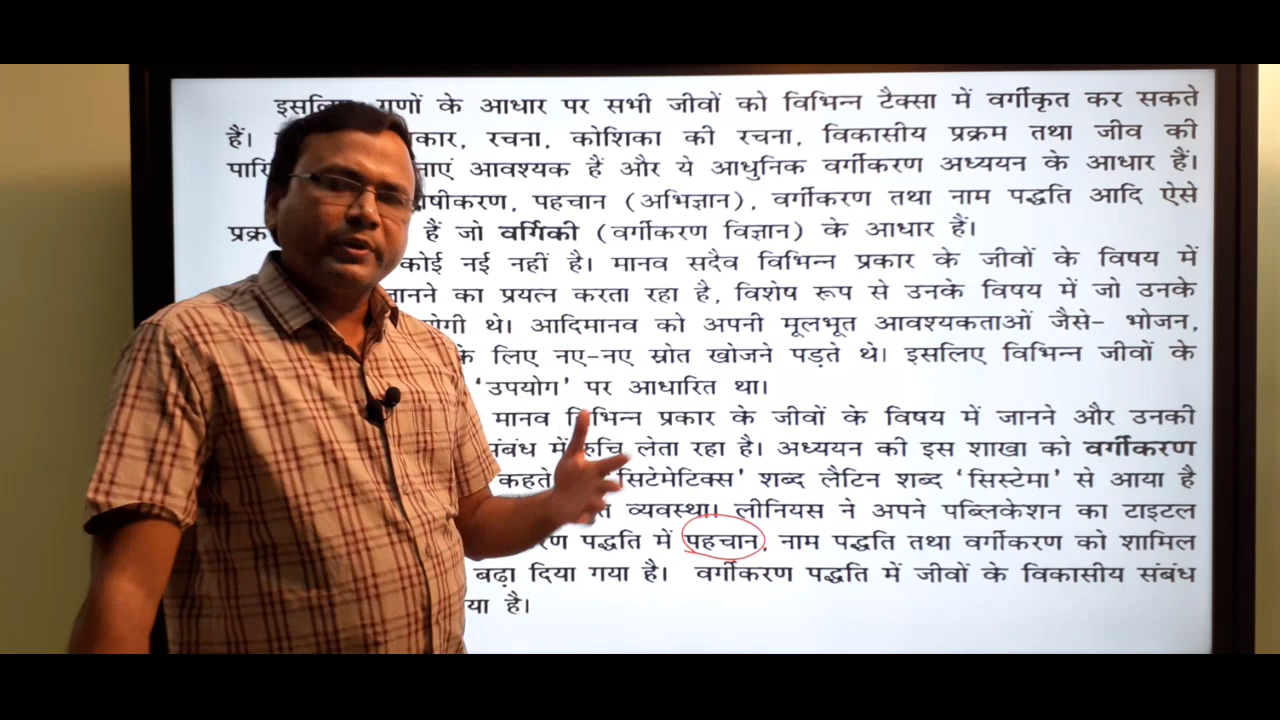 गुणों के आधार पर सभी जीवों को विभिन्न टैक्सा में वर्गीकृत कर सकते
हैं। रचना, कोशिका की रचना, विकासीय प्रक्रम तथा जीव की
आवश्यक हैं और ये आधुनिक वर्गीकरण अध्ययन के आधार हैं।
पहचान (अभिज्ञान), वर्गीकरण तथा नाम पद्धति आदि ऐसे
हैं जो वर्गिकी (वर्गीकरण विज्ञान) के आधार हैं।
कोई नई नहीं है। मानव सदैव विभिन्न प्रकार के जीवों के विषय में
जानने का प्रयत्न करता रहा है, विशेष रूप से उनके विषय में जो उनके
थे। आदिमानव को अपनी मूलभूत आवश्यकताओं जैसे– भोजन,
के लिए नए–नए स्रोत खोजने पड़ते थे। इसलिए विभिन्न जीवों के
'उपयोग' पर आधारित था।
मानव विभिन्न प्रकार के जीवों के विषय में जानने और उनकी
संबंध में रुचि लेता रहा है। अध्ययन की इस शाखा को वर्गीकरण
कहते सिटेमेटिक्स' शब्द लैटिन शब्द 'सिस्टेमा' से आया है
व्यवस्था। लीनियस ने अपने पब्लिकेशन का टाइटल
पद्धति में पहचान, नाम पद्धति तथा वर्गीकरण को शामिल
बढ़ा दिया गया है। वर्गीकरण पद्धति में जीवों के विकासीय संबंध
है।